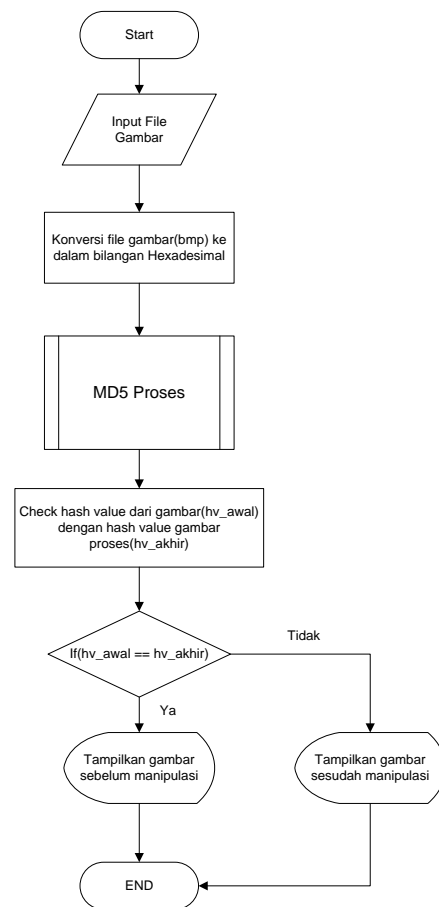 Start
Input File
Gambar
Konversi file gambar(bmp) ke
dalam bilangan Hexadesimal
MD5 Proses
Check hash value dari gambar(hv_awal)
dengan hash value gambar
proses(hv_akhir)
If(hv_awal == hv_akhir)
Tidak
Ya
Tampilkan gambar
sebelum manipulasi
Tampilkan gambar
sesudah manipulasi
END